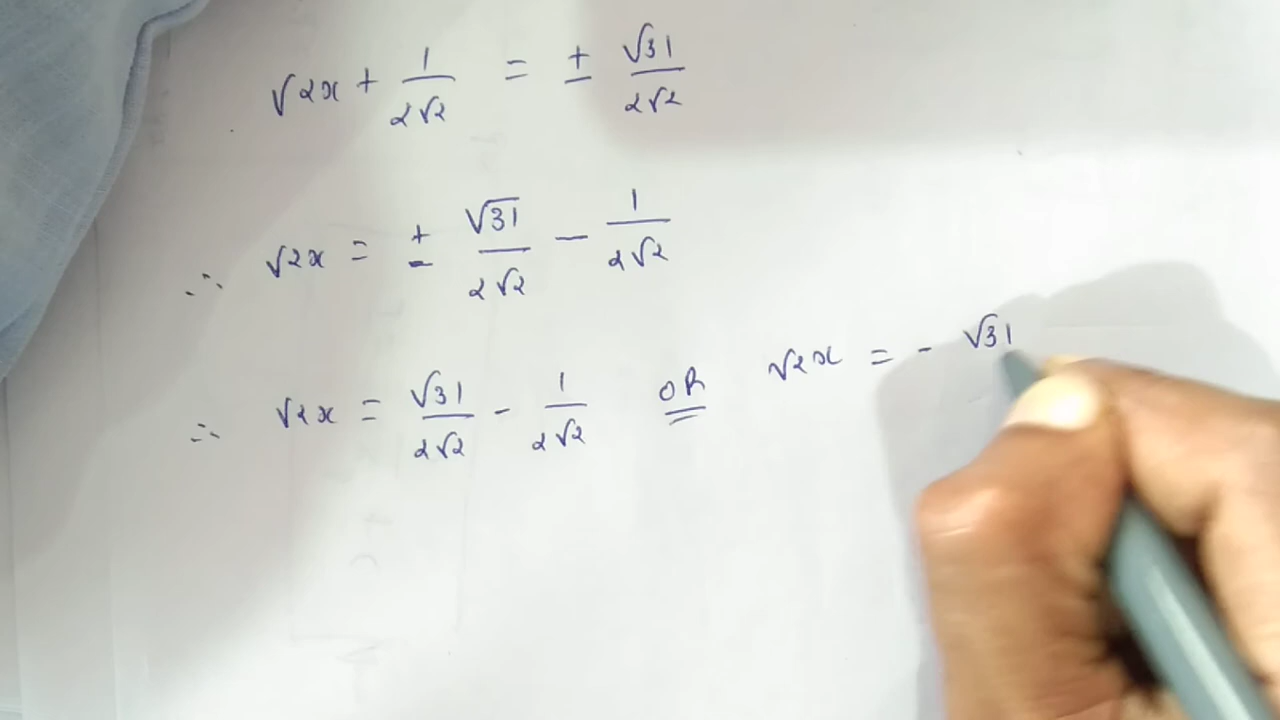 √2x + 1/2√2 = ± √31/2√2
∴ √2x = ± √31/2√2 − 1/2√2
∴ √2x = √31/2√2 - 1/2√2 OR √2x = - √31